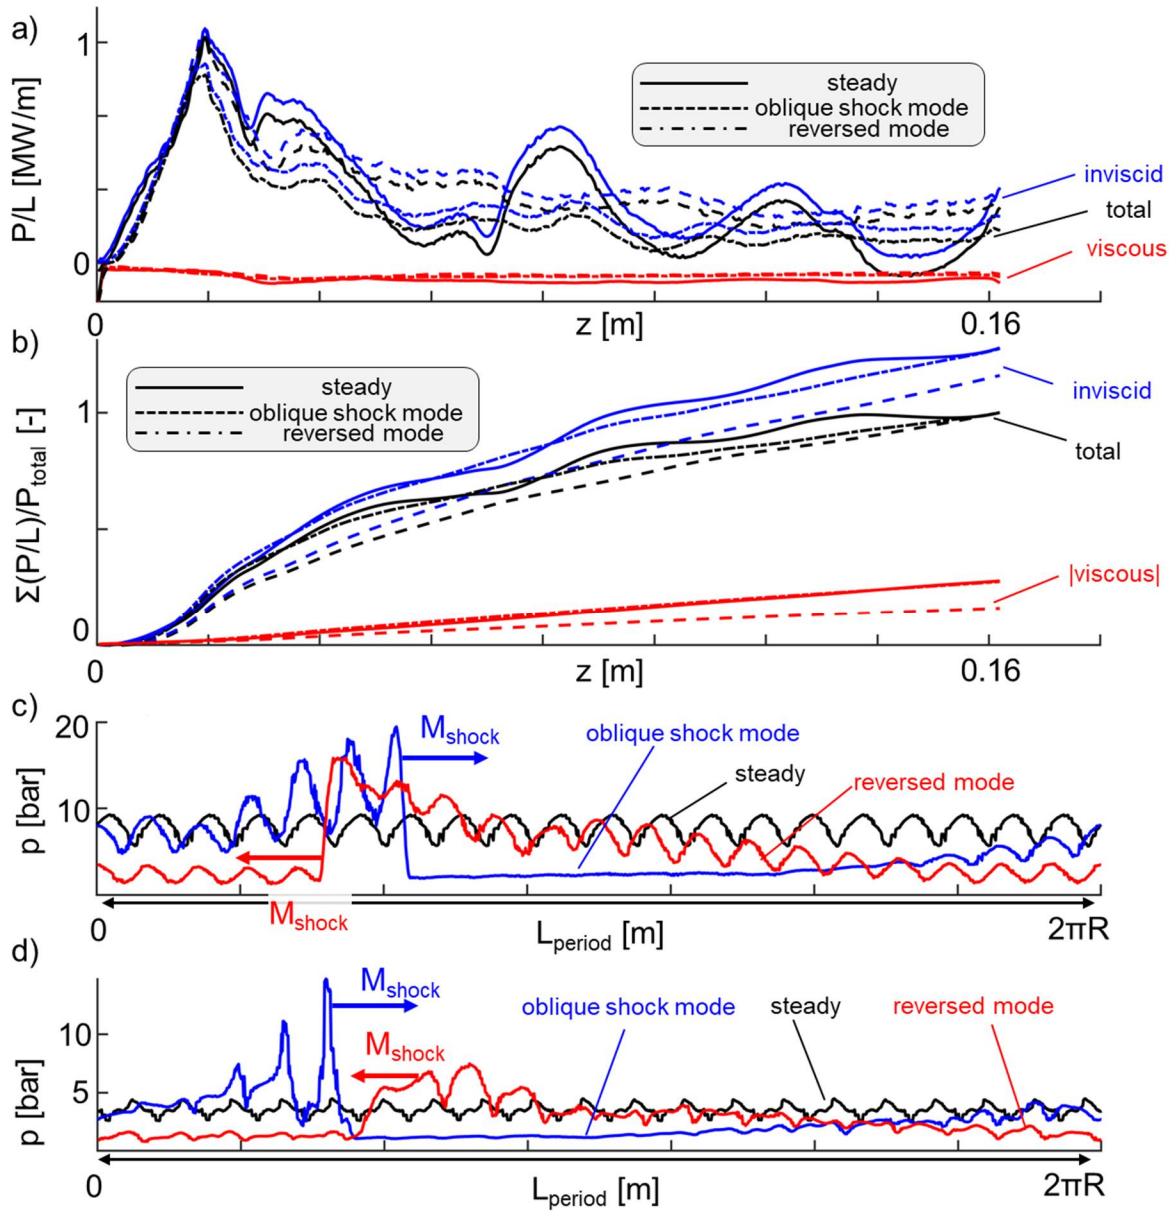 a)
P/L [MW/m]
1
0
steady
oblique shock mode
reversed mode
inviscid
total
viscous
0
z [m]
0.16
b)
Σ(P/L)/P_total [-]
1
0
steady
oblique shock mode
reversed mode
inviscid
total
|viscous|
0
z [m]
0.16
c)
p [bar]
20
10
M_shock
oblique shock mode
steady
reversed mode
M_shock
0
L_period [m]
2πR
d)
p [bar]
10
5
M_shock
M_shock
oblique shock mode
steady
reversed mode
0
L_period [m]
2πR